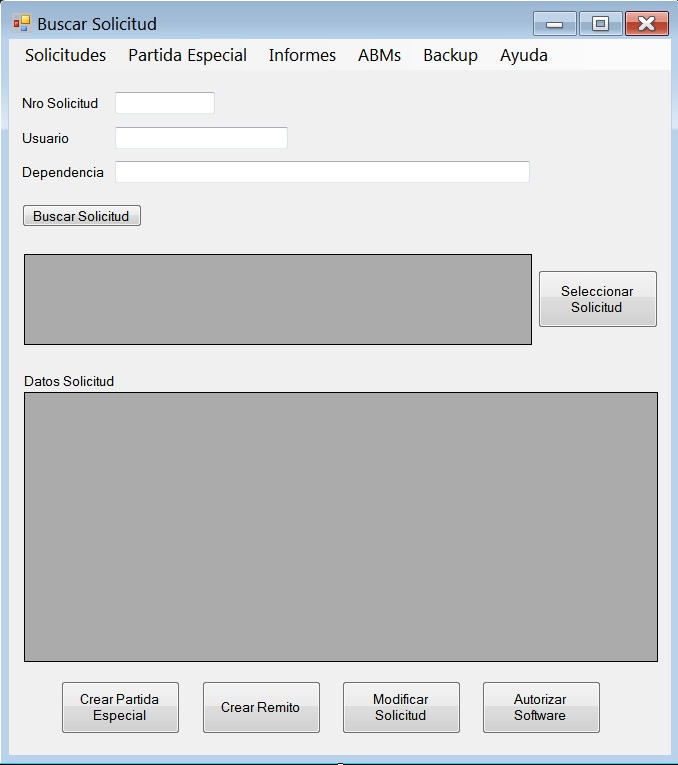 Buscar Solicitud
Solicitudes Partida Especial Informes ABMs Backup Ayuda
Nro Solicitud
Usuario
Dependencia
Buscar Solicitud
Seleccionar
Solicitud
Datos Solicitud
Crear Partida
Especial
Crear Remito
Modificar
Solicitud
Autorizar
Software